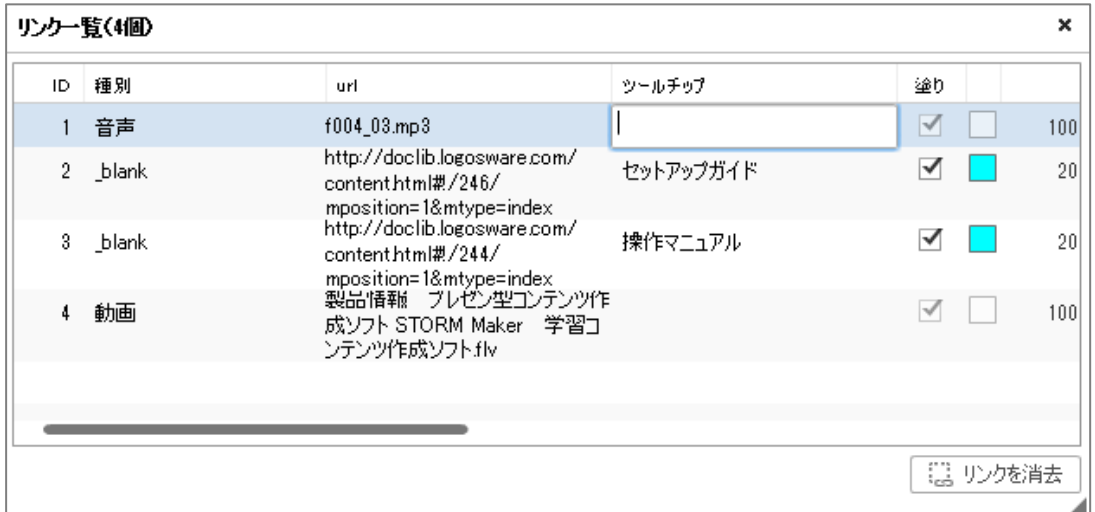 リンク一覧(4個)
ID 種別 url ツールチップ 塗り
1 音声 f004_03.mp3 100
2 _blank http://doclib.logosware.com/
content.html#!/246/
mposition=1&mtype=index セットアップガイド 20
3 _blank http://doclib.logosware.com/
content.html#!/244/
mposition=1&mtype=index 操作マニュアル 20
4 動画 製品情報 プレゼン型コンテンツ作
成ソフト STORM Maker 学習コ
ンテンツ作成ソフト.flv 100
リンクを消去